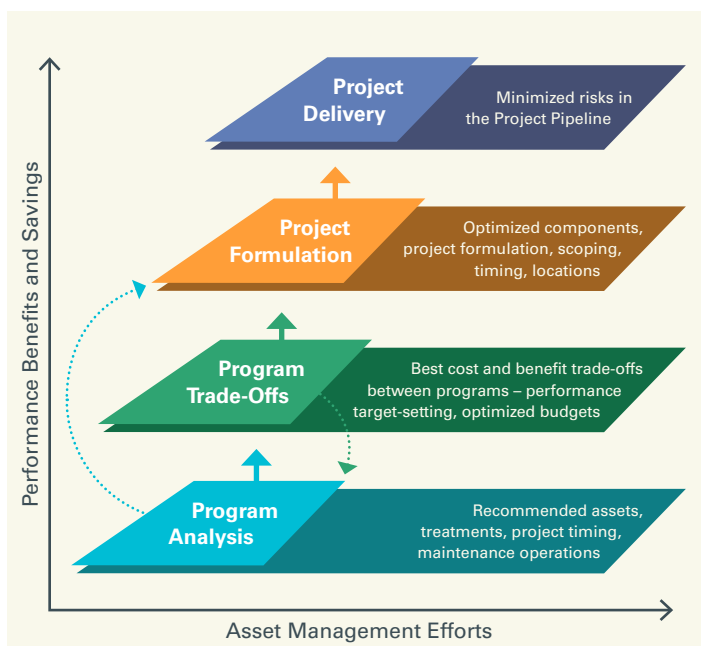 Performance Benefits and Savings
Project
Delivery
Minimized risks in
the Project Pipeline
Project
Formulation
Optimized components,
project formulation, scoping,
timing, locations
Program
Trade-Offs
Best cost and benefit trade-offs
between programs – performance
target-setting, optimized budgets
Program
Analysis
Recommended assets,
treatments, project timing,
maintenance operations
Asset Management Efforts